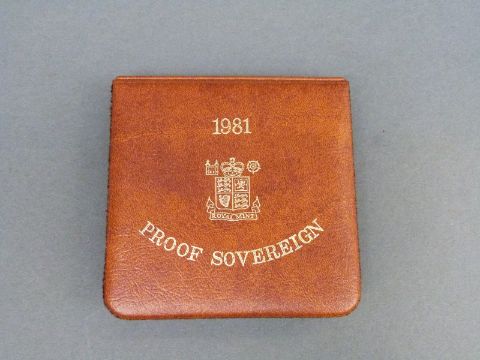 1981
ROYAL MINT
PROOF SOVEREIGN